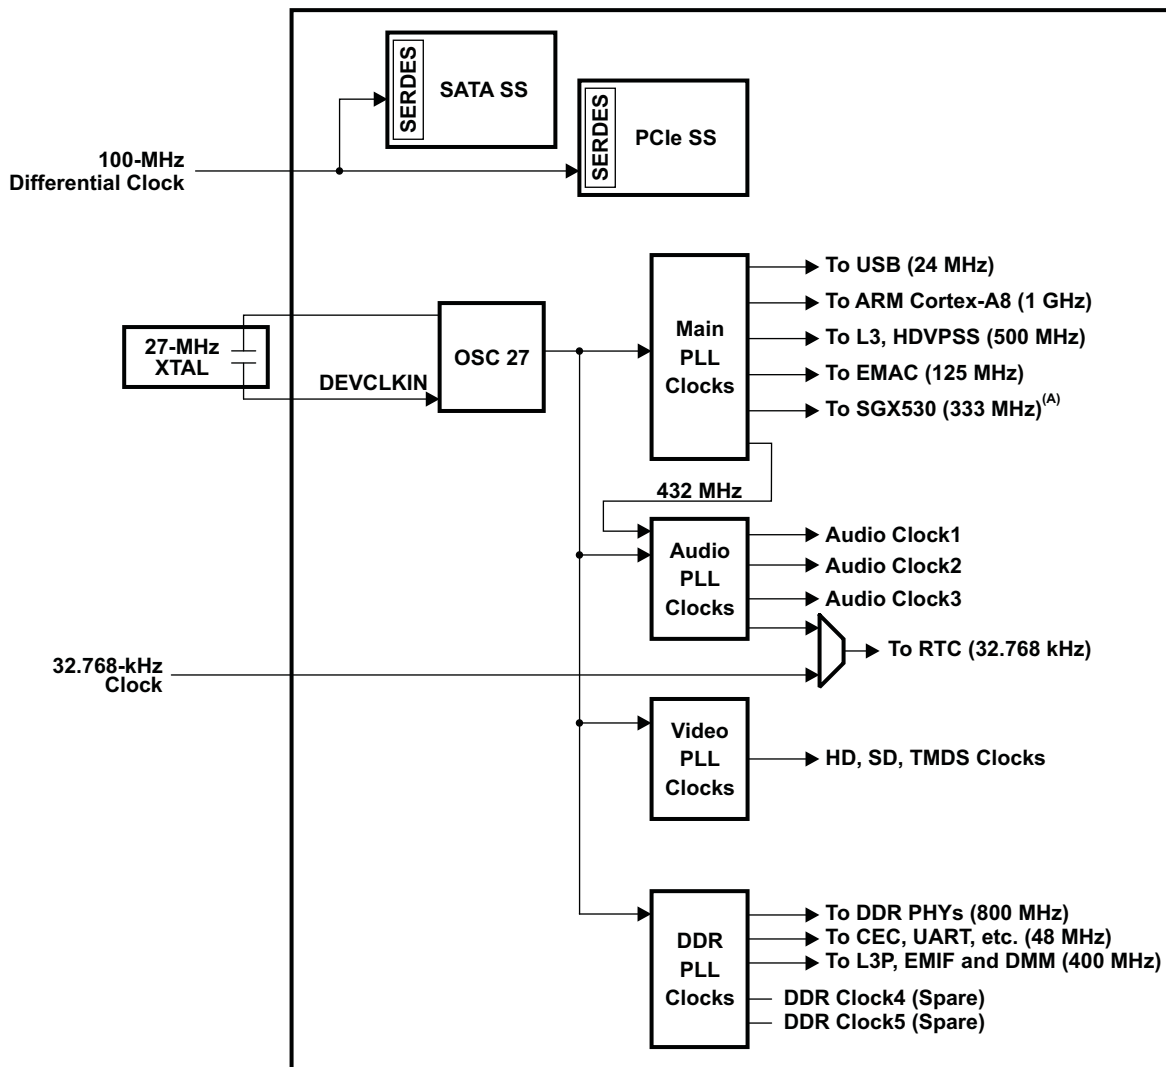 SERDES
SATA SS
SERDES
PCIe SS
100-MHz
Differential Clock
27-MHz
XTAL
DEVCLKIN
OSC 27
Main
PLL
Clocks
To USB (24 MHz)
To ARM Cortex-A8 (1 GHz)
To L3, HDVPSS (500 MHz)
To EMAC (125 MHz)
To SGX530 (333 MHz)(A)
432 MHz
Audio
PLL
Clocks
Audio Clock1
Audio Clock2
Audio Clock3
To RTC (32.768 kHz)
32.768-kHz
Clock
Video
PLL
Clocks
HD, SD, TMDS Clocks
DDR
PLL
Clocks
To DDR PHYs (800 MHz)
To CEC, UART, etc. (48 MHz)
To L3P, EMIF and DMM (400 MHz)
DDR Clock4 (Spare)
DDR Clock5 (Spare)